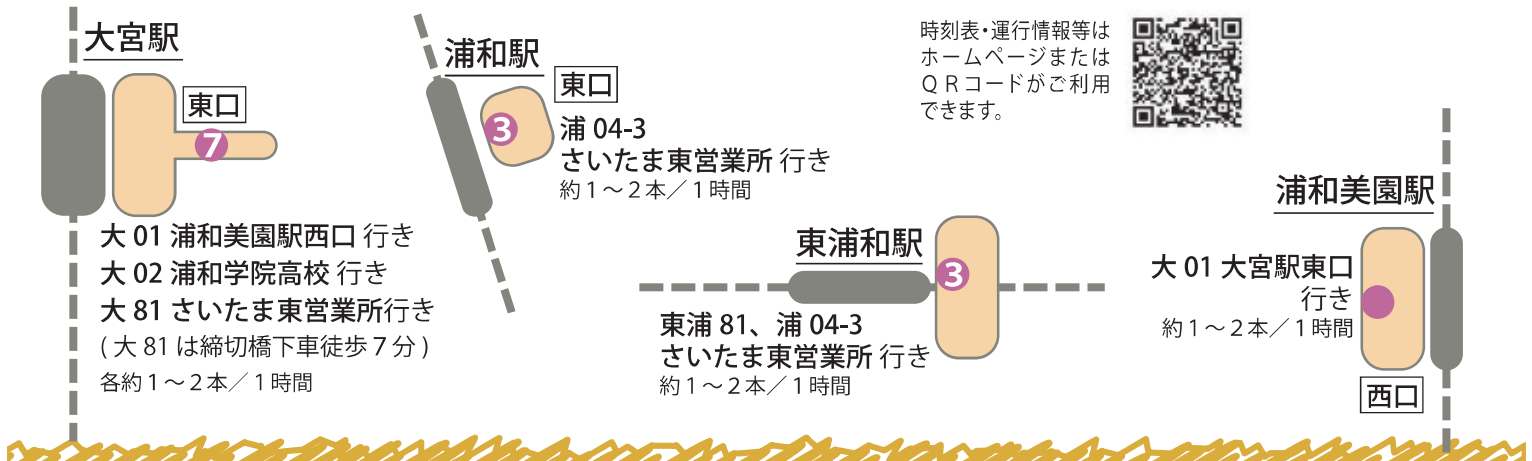 大宮駅
東口
7
大 01 浦和美園駅西口 行き
大 02 浦和学院高校 行き
大 81 さいたま東営業所行き
( 大 81 は締切橋下車徒歩 7 分 )
各約 1 ~ 2 本／ 1 時間
浦和駅
東口
3
浦 04-3
さいたま東営業所 行き
約 1 ~ 2 本／ 1 時間
時刻表・運行情報等は
ホームページまたは
ＱＲコードがご利用
できます。
東浦和駅
3
東浦 81、浦 04-3
さいたま東営業所 行き
約 1 ~ 2 本／ 1 時間
浦和美園駅
大 01 大宮駅東口
行き
約 1 ~ 2 本／ 1 時間
西口